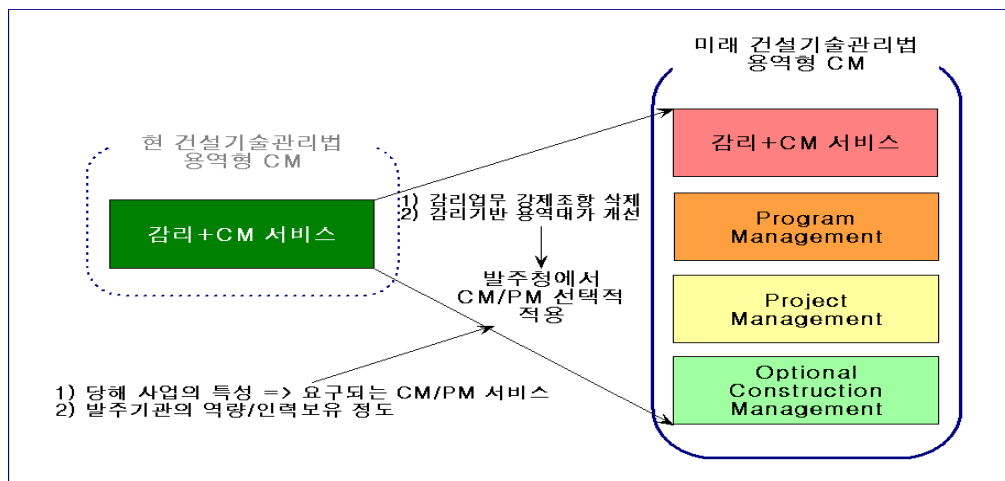 현 건설기술관리법
용역형 CM
감리+CM 서비스
1) 감리업무 강제조항 삭제
2) 감리기반 용역대가 개선
발주청에서
CM/PM 선택적
적용
1) 당해 사업의 특성 => 요구되는 CM/PM 서비스
2) 발주기관의 역량/인력보유 정도
미래 건설기술관리법
용역형 CM
감리+CM 서비스
Program
Management
Project
Management
Optional
Construction
Management